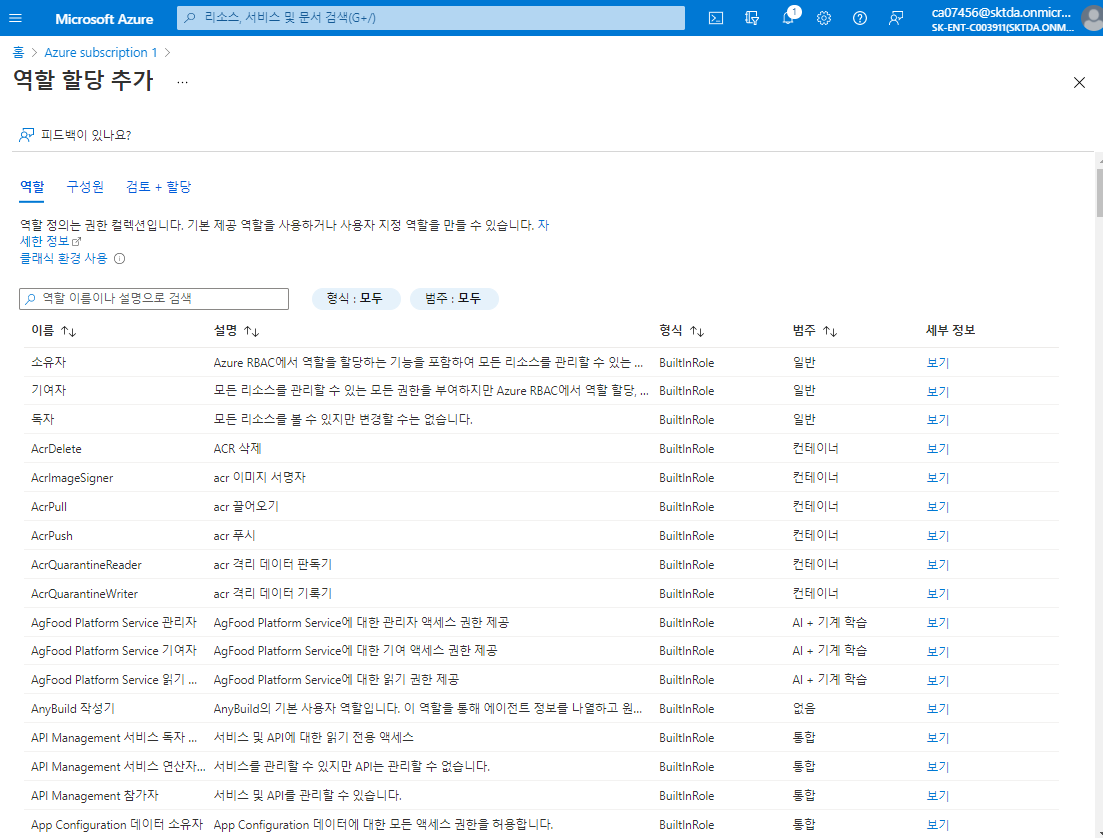 Microsoft Azure
리소스, 서비스 및 문서 검색(G+/)
1
ca07456@sktda.onmicr...
SK-ENT-C003911(SKTDA.ONM...
홈 > Azure subscription 1 >
역할 할당 추가 ...
피드백이 있나요?
역할 구성원 검토 + 할당
역할 정의는 권한 컬렉션입니다. 기본 제공 역할을 사용하거나 사용자 지정 역할을 만들 수 있습니다. 자
세한 정보
클래식 환경 사용
역할 이름이나 설명으로 검색 형식 : 모두 범주 : 모두
이름 ↑↓ 설명 ↑↓ 형식 ↑↓ 범주 ↑↓ 세부 정보
소유자 Azure RBAC에서 역할을 할당하는 기능을 포함하여 모든 리소스를 관리할 수 있는 ... BuiltInRole 일반 보기
기여자 모든 리소스를 관리할 수 있는 모든 권한을 부여하지만 Azure RBAC에서 역할 할당, ... BuiltInRole 일반 보기
독자 모든 리소스를 볼 수 있지만 변경할 수는 없습니다. BuiltInRole 일반 보기
AcrDelete ACR 삭제 BuiltInRole 컨테이너 보기
AcrImageSigner acr 이미지 서명자 BuiltInRole 컨테이너 보기
AcrPull acr 끌어오기 BuiltInRole 컨테이너 보기
AcrPush acr 푸시 BuiltInRole 컨테이너 보기
AcrQuarantineReader acr 격리 데이터 판독기 BuiltInRole 컨테이너 보기
AcrQuarantineWriter acr 격리 데이터 기록기 BuiltInRole 컨테이너 보기
AgFood Platform Service 관리자 AgFood Platform Service에 대한 관리자 액세스 권한 제공 BuiltInRole AI + 기계 학습 보기
AgFood Platform Service 기여자 AgFood Platform Service에 대한 기여 액세스 권한 제공 BuiltInRole AI + 기계 학습 보기
AgFood Platform Service 읽기 ... AgFood Platform Service에 대한 읽기 권한 제공 BuiltInRole AI + 기계 학습 보기
AnyBuild 작성기 AnyBuild의 기본 사용자 역할입니다. 이 역할을 통해 에이전트 정보를 나열하고 원... BuiltInRole 없음 보기
API Management 서비스 독자 ... 서비스 및 API에 대한 읽기 전용 액세스 BuiltInRole 통합 보기
API Management 서비스 연산자... 서비스를 관리할 수 있지만 API는 관리할 수 없습니다. BuiltInRole 통합 보기
API Management 참가자 서비스 및 API를 관리할 수 있습니다. BuiltInRole 통합 보기
App Configuration 데이터 소유자 App Configuration 데이터에 대한 모든 액세스 권한을 허용합니다. BuiltInRole 통합 보기